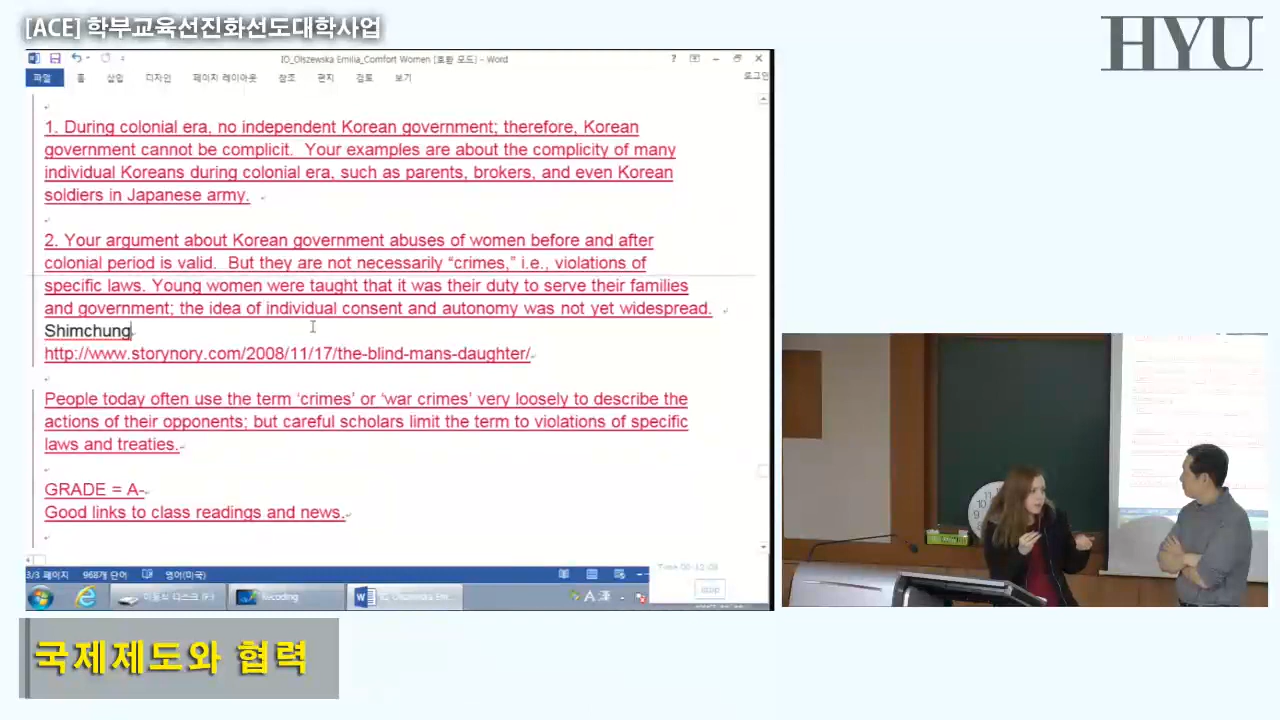 [ACE] 학부교육선진화선도대학사업
HYU
IO_Olszewska Emilia_Comfort Women [호환 모드] - Word
파일 홈 삽입 디자인 페이지 레이아웃 참조 편지 검토 보기 로그인
1. During colonial era, no independent Korean government; therefore, Korean
government cannot be complicit. Your examples are about the complicity of many
individual Koreans during colonial era, such as parents, brokers, and even Korean
soldiers in Japanese army.
2. Your argument about Korean government abuses of women before and after
colonial period is valid. But they are not necessarily “crimes,” i.e., violations of
specific laws. Young women were taught that it was their duty to serve their families
and government; the idea of individual consent and autonomy was not yet widespread.
Shimchung
http://www.storynory.com/2008/11/17/the-blind-mans-daughter/
People today often use the term ‘crimes’ or ‘war crimes’ very loosely to describe the
actions of their opponents; but careful scholars limit the term to violations of specific
laws and treaties.
GRADE = A-
Good links to class readings and news.
3/3 페이지 968개 단어 영어(미국)
stop
이동식 디스크 (F:) Recoding IO_Olszewska Emi... A 漢
국제제도와 협력